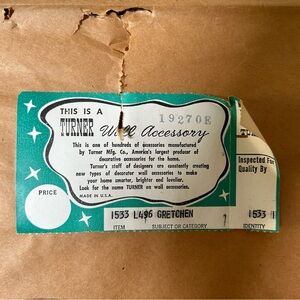 THIS IS A
19270E
TURNER Wall Accessory
This is one of hundreds of accessories manufactured
by Turner Mfg. Co., America's largest producer of
decorative accessories for the home.
Turner's staff of designers are constantly creating
new types of decorator wall accessories to make
your home smarter, brighter and lovelier.
Look for the name TURNER on wall accessories.
MADE IN U.S.A.
PRICE
Inspected For
Quality By
1533 L496 GRETCHEN
1533
ITEM
SUBJECT OR CATEGORY
IDENTITY